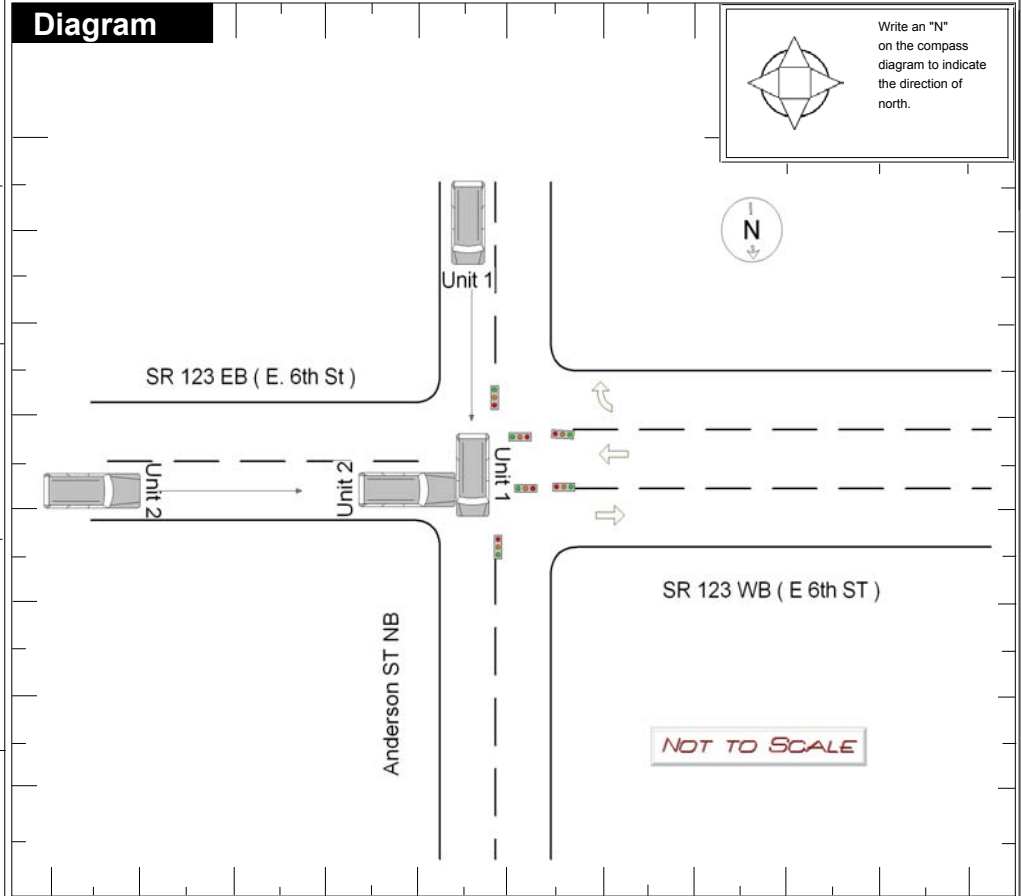 Diagram
Write an "N"
on the compass
diagram to indicate
the direction of
north.
N
Unit 1
SR 123 EB ( E. 6th St )
Unit 2
Unit 2
Unit 1
SR 123 WB ( E 6th ST )
Anderson ST NB
NOT TO SCALE